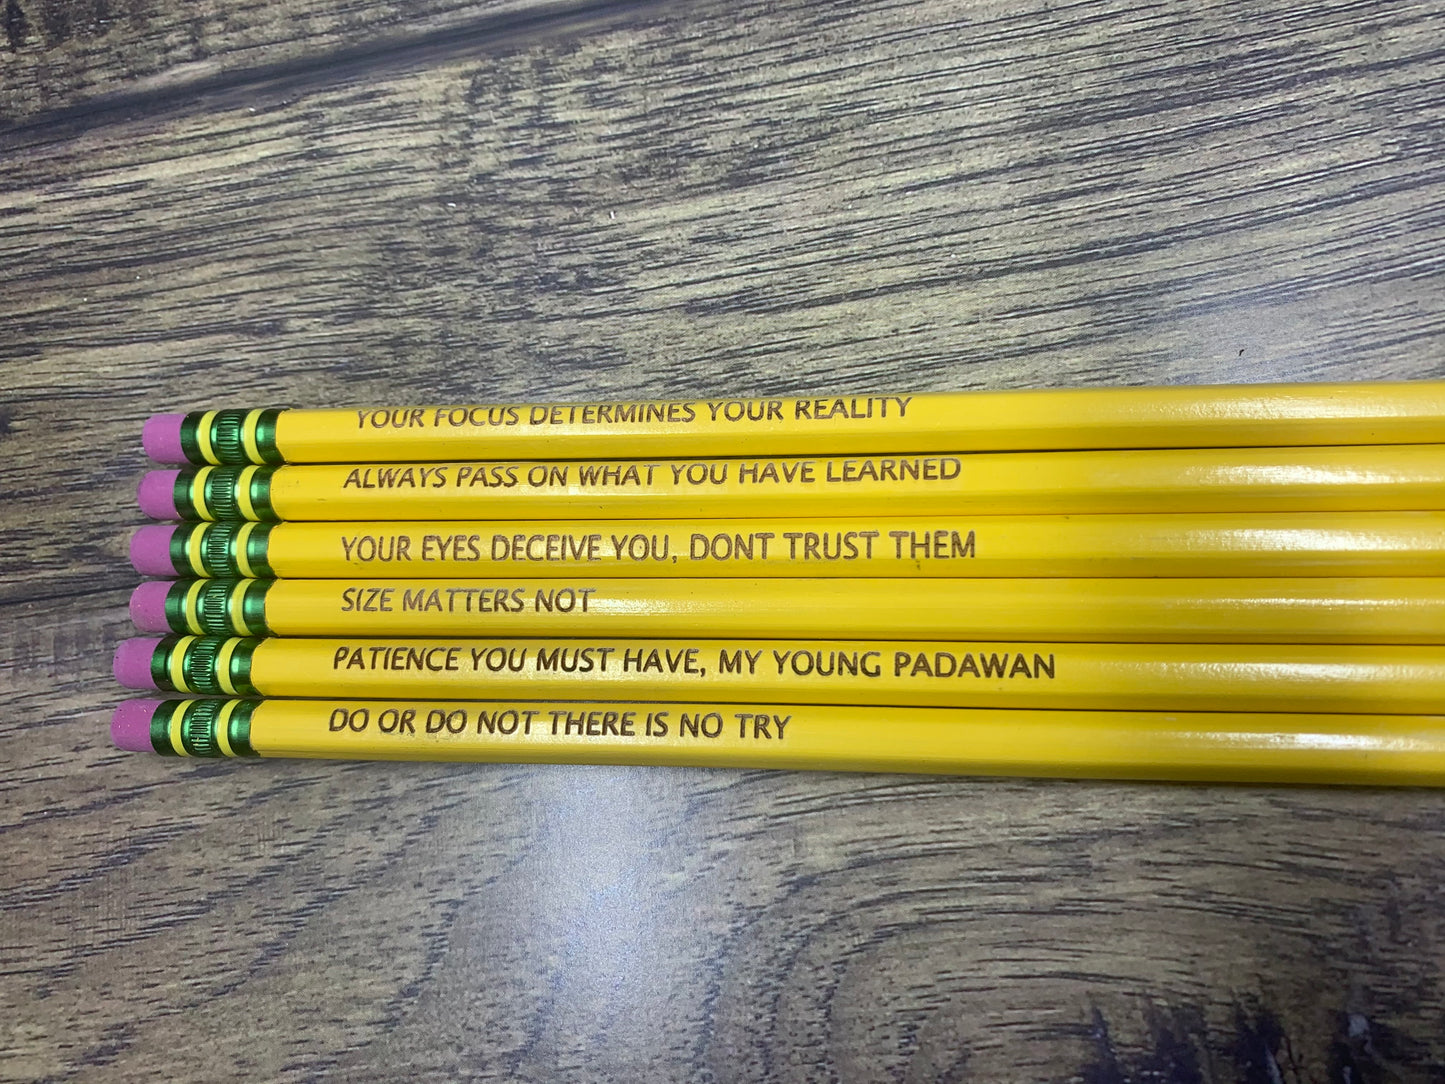 YOUR FOCUS DETERMINES YOUR REALITY
ALWAYS PASS ON WHAT YOU HAVE LEARNED
YOUR EYES DECEIVE YOU, DONT TRUST THEM
SIZE MATTERS NOT
PATIENCE YOU MUST HAVE, MY YOUNG PADAWAN
DO OR DO NOT THERE IS NO TRY